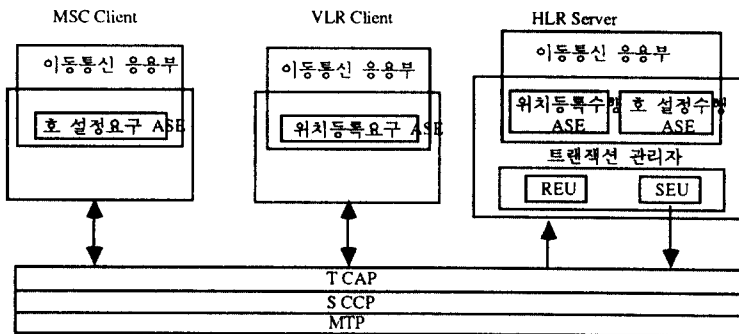 MSC Client
VLR Client
HLR Server
이동통신 응용부
이동통신 응용부
이동통신 응용부
호 설정요구 ASE
위치등록요구 ASE
위치등록수행 ASE
호 설정수행 ASE
트랜잭션 관리자
REU
SEU
T CAP
S CCP
MTP